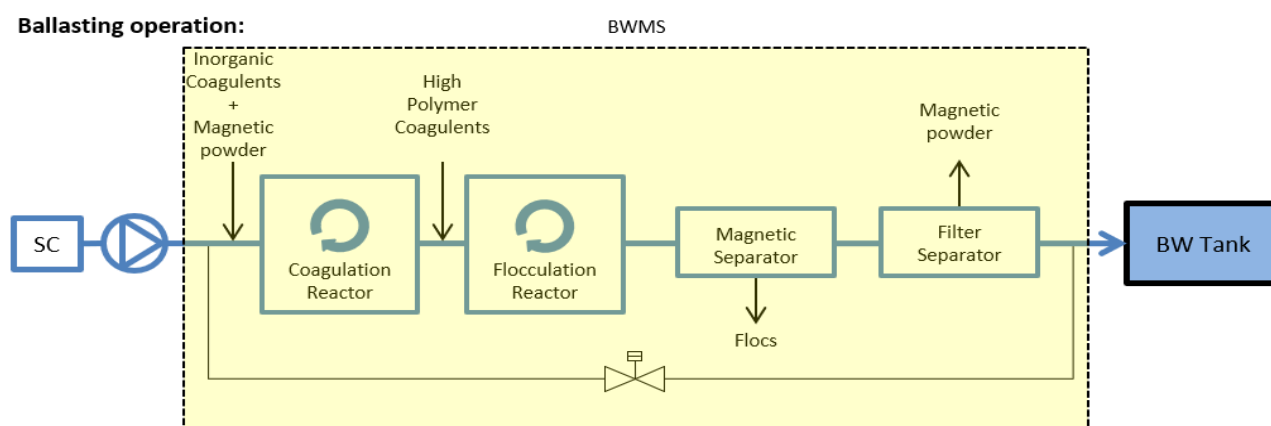 Ballasting operation:
BWMS
Inorganic
Coagulents
+
Magnetic
powder
High
Polymer
Coagulents
Magnetic
powder
SC
Coagulation
Reactor
Flocculation
Reactor
Magnetic
Separator
Filter
Separator
BW Tank
Flocs